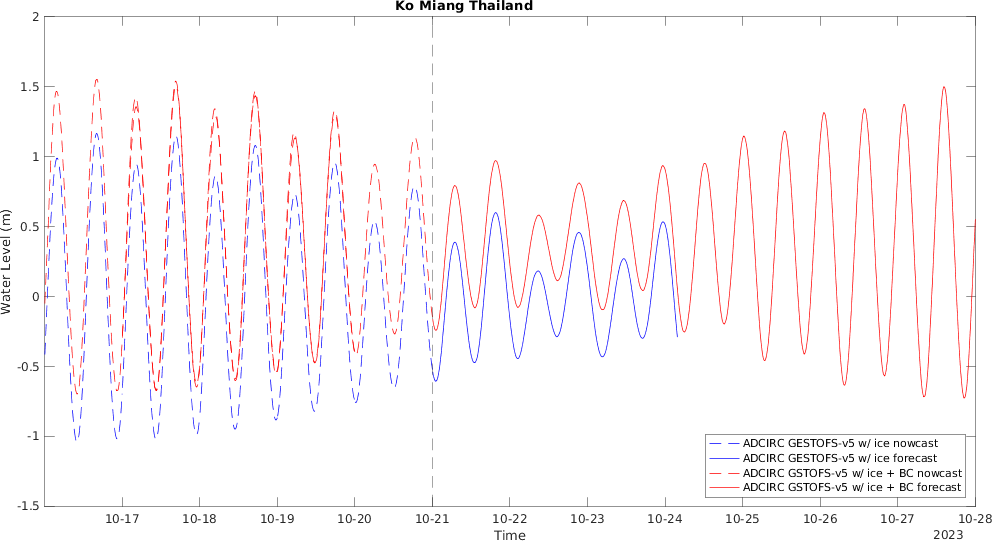 Ko Miang Thailand
2
1.5
1
0.5
0
-0.5
-1
-1.5
Water Level (m)
10-17 10-18 10-19 10-20 10-21 10-22 10-23 10-24 10-25 10-26 10-27 10-28
Time
2023
ADCIRC GESTOFS-v5 w/ ice nowcast
ADCIRC GESTOFS-v5 w/ ice forecast
ADCIRC GSTOFS-v5 w/ ice + BC nowcast
ADCIRC GSTOFS-v5 w/ ice + BC forecast